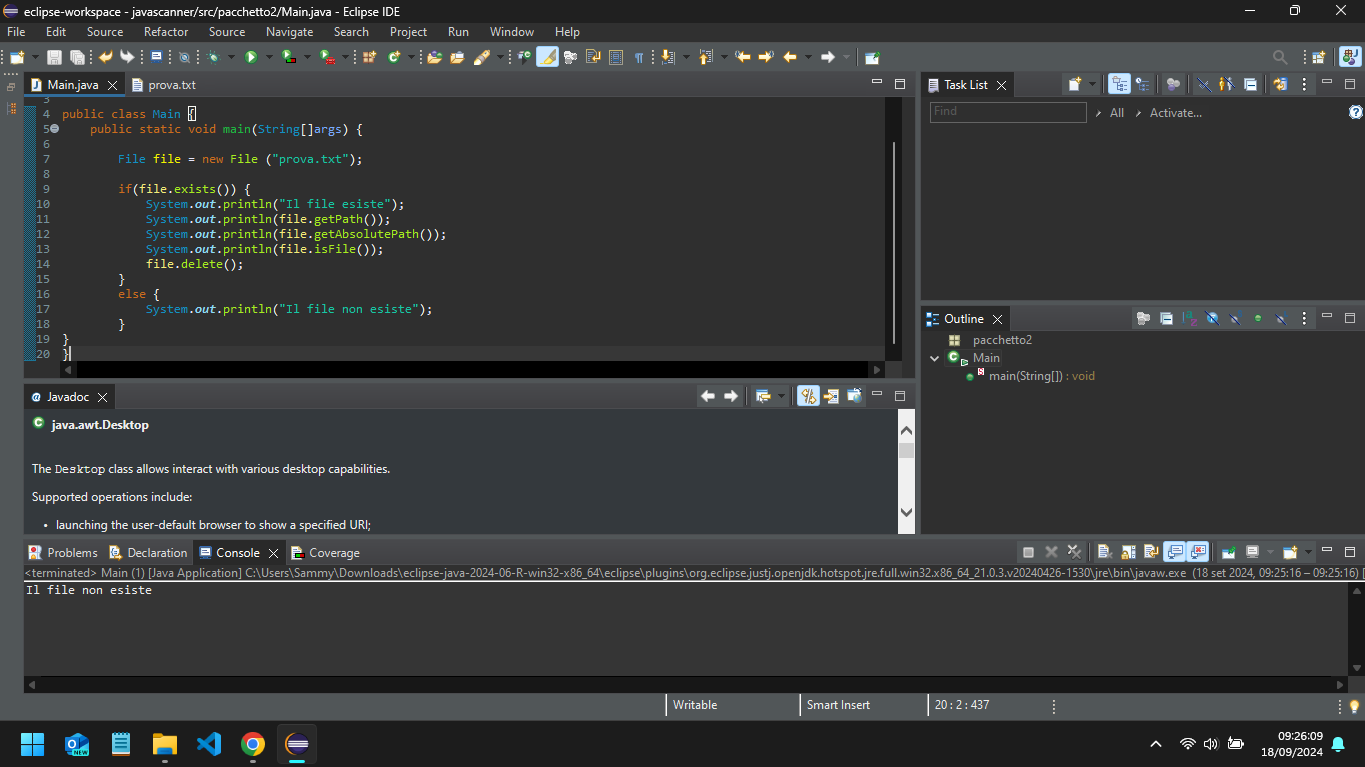 eclipse-workspace - javascanner/src/pacchetto2/Main.java - Eclipse IDE
File Edit Source Refactor Source Navigate Search Project Run Window Help
Main.java prova.txt
3
4 public class Main {
5 public static void main(String[]args) {
6
7 File file = new File ("prova.txt");
8
9 if(file.exists()) {
10 System.out.println("Il file esiste");
11 System.out.println(file.getPath());
12 System.out.println(file.getAbsolutePath());
13 System.out.println(file.isFile());
14 file.delete();
15 }
16 else {
17 System.out.println("Il file non esiste");
18 }
19 }
20 }
Task List
Find All Activate...
Outline
pacchetto2
Main
main(String[]) : void
Javadoc
java.awt.Desktop
The Desktop class allows interact with various desktop capabilities.
Supported operations include:
• launching the user-default browser to show a specified URI;
Problems Declaration Console Coverage
<terminated> Main (1) [Java Application] C:\Users\Sammy\Downloads\eclipse-java-2024-06-R-win32-x86_64\eclipse\plugins\org.eclipse.justj.openjdk.hotspot.jre.full.win32.x86_64_21.0.3.v20240426-1530\jre\bin\javaw.exe (18 set 2024, 09:25:16 – 09:25:16) [
Il file non esiste
Writable Smart Insert 20 : 2 : 437
NEW
09:26:09
18/09/2024